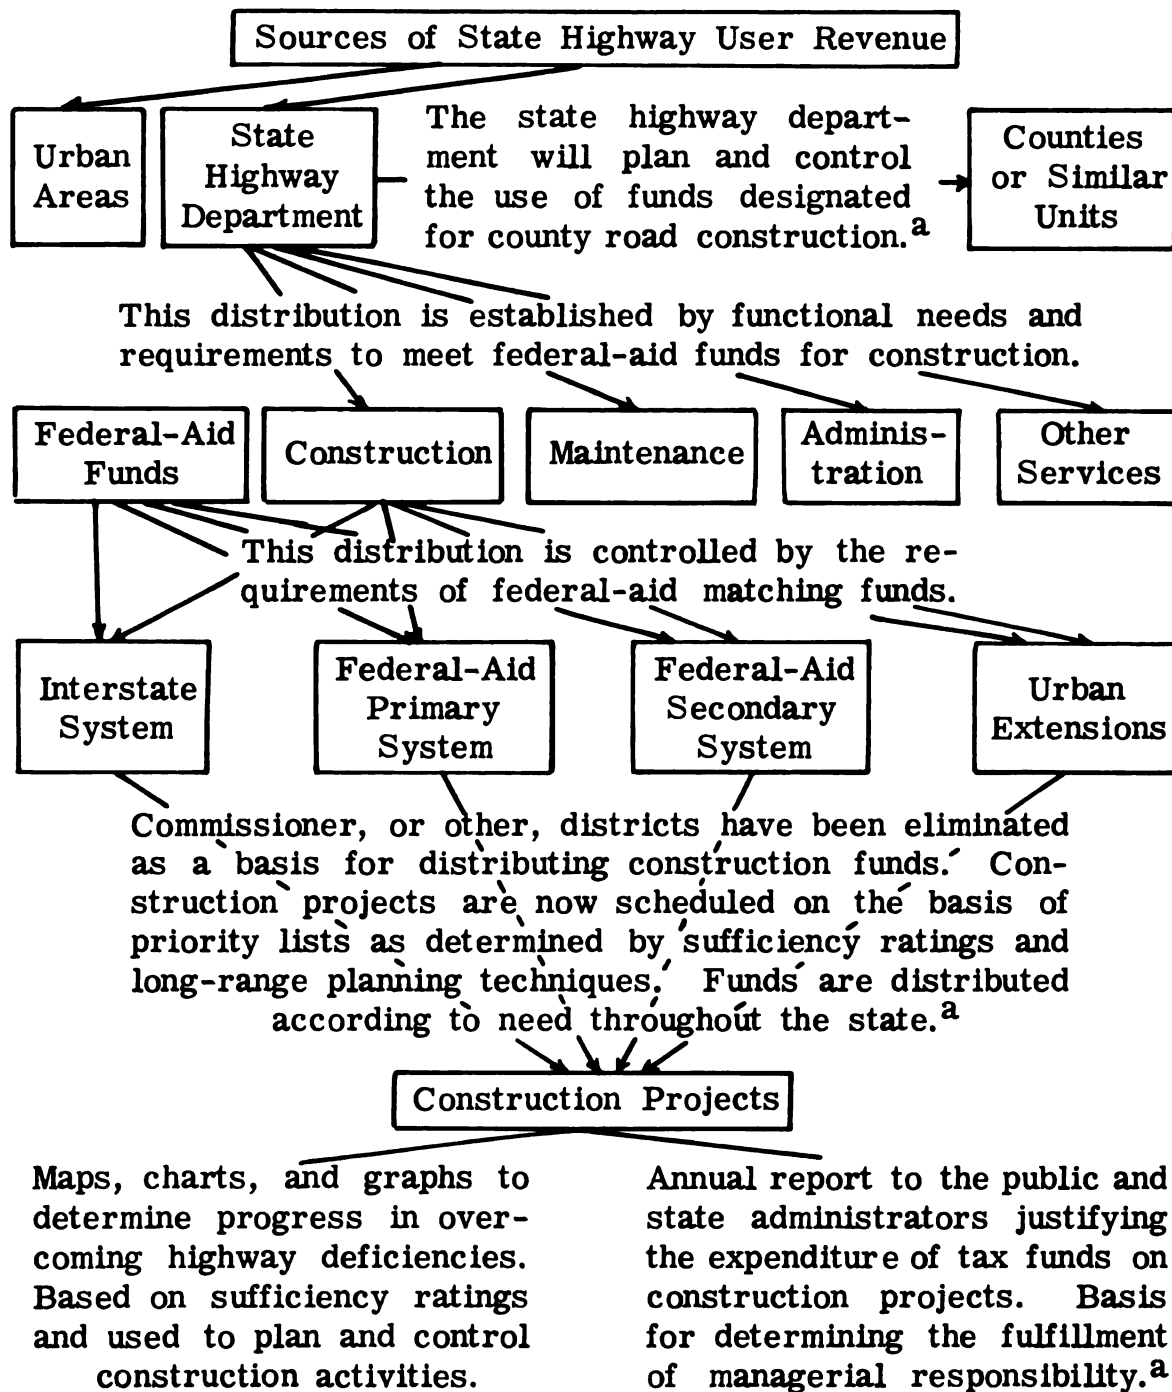 Sources of State Highway User Revenue
Urban
Areas
State
Highway
Department
The state highway depart-
ment will plan and control
the use of funds designated
for county road construction.a
Counties
or Similar
Units
This distribution is established by functional needs and
requirements to meet federal-aid funds for construction.
Federal-Aid
Funds
Construction
Maintenance
Adminis-
tration
Other
Services
This distribution is controlled by the re-
quirements of federal-aid matching funds.
Interstate
System
Federal-Aid
Primary
System
Federal-Aid
Secondary
System
Urban
Extensions
Commissioner, or other, districts have been eliminated
as a basis for distributing construction funds. Con-
struction projects are now scheduled on the basis of
priority lists as determined by sufficiency ratings and
long-range planning techniques. Funds are distributed
according to need throughout the state.a
Construction Projects
Maps, charts, and graphs to
determine progress in over-
coming highway deficiencies.
Based on sufficiency ratings
and used to plan and control
construction activities.
Annual report to the public and
state administrators justifying
the expenditure of tax funds on
construction projects. Basis
for determining the fulfillment
of managerial responsibility.a